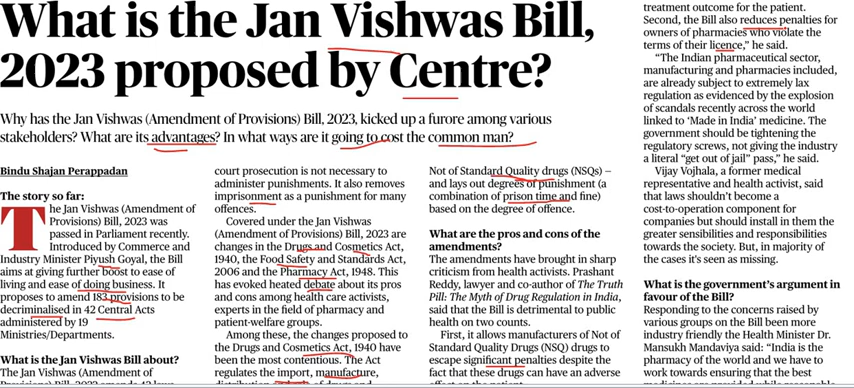 What is the Jan Vishwas Bill,
2023 proposed by Centre?
Why has the Jan Vishwas (Amendment of Provisions) Bill, 2023, kicked up a furore among various
stakeholders? What are its advantages? In what ways are it going to cost the common man?
Bindu Shajan Perappadan
The story so far:
The Jan Vishwas (Amendment of
Provisions) Bill, 2023 was
passed in Parliament recently.
Introduced by Commerce and
Industry Minister Piyush Goyal, the Bill
aims at giving further boost to ease of
living and ease of doing business. It
proposes to amend 183 provisions to be
decriminalised in 42 Central Acts
administered by 19
Ministries/Departments.
What is the Jan Vishwas Bill about?
The Jan Vishwas (Amendment of
Provisions) Bill, 2023 amends 42 laws
court prosecution is not necessary to
administer punishments. It also removes
imprisonment as a punishment for many
offences.
Covered under the Jan Vishwas
(Amendment of Provisions) Bill, 2023 are
changes in the Drugs and Cosmetics Act,
1940, the Food Safety and Standards Act,
2006 and the Pharmacy Act, 1948. This
has evoked heated debate about its pros
and cons among health care activists,
experts in the field of pharmacy and
patient-welfare groups.
Among these, the changes proposed to
the Drugs and Cosmetics Act, 1940 have
been the most contentious. The Act
regulates the import, manufacture,
Not of Standard Quality drugs (NSQs) –
and lays out degrees of punishment (a
combination of prison time and fine)
based on the degree of offence.
What are the pros and cons of the
amendments?
The amendments have brought in sharp
criticism from health activists. Prashant
Reddy, lawyer and co-author of The Truth
Pill: The Myth of Drug Regulation in India,
said that the Bill is detrimental to public
health on two counts.
First, it allows manufacturers of Not of
Standard Quality Drugs (NSQ) drugs to
escape significant penalties despite the
fact that these drugs can have an adverse
effect on the patient
treatment outcome for the patient.
Second, the Bill also reduces penalties for
owners of pharmacies who violate the
terms of their licence,” he said.
“The Indian pharmaceutical sector,
manufacturing and pharmacies included,
are already subject to extremely lax
regulation as evidenced by the explosion
of scandals recently across the world
linked to ‘Made in India’ medicine. The
government should be tightening the
regulatory screws, not giving the industry
a literal “get out of jail” pass,” he said.
Vijay Vojhala, a former medical
representative and health activist, said
that laws shouldn’t become a
cost-to-operation component for
companies but should install in them the
greater sensibilities and responsibilities
towards the society. But, in majority of
the cases it’s seen as missing.
What is the government’s argument in
favour of the Bill?
Responding to the concerns raised by
various groups on the Bill been more
industry friendly the Health Minister Dr.
Mansukh Mandaviya said: “India is the
pharmacy of the world and we have to
work towards ensuring that the best